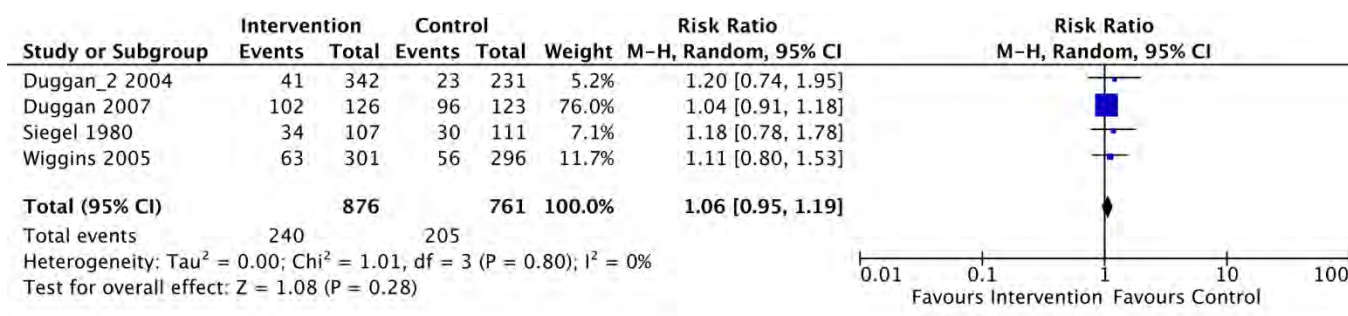 Intervention Control Risk Ratio Risk Ratio
Study or Subgroup Events Total Events Total Weight M-H, Random, 95% CI M-H, Random, 95% CI
Duggan_2 2004 41 342 23 231 5.2% 1.20 [0.74, 1.95]
Duggan 2007 102 126 96 123 76.0% 1.04 [0.91, 1.18]
Siegel 1980 34 107 30 111 7.1% 1.18 [0.78, 1.78]
Wiggins 2005 63 301 56 296 11.7% 1.11 [0.80, 1.53]
Total (95% CI) 876 761 100.0% 1.06 [0.95, 1.19]
Total events 240 205
Heterogeneity: Tau² = 0.00; Chi² = 1.01, df = 3 (P = 0.80); I² = 0%
Test for overall effect: Z = 1.08 (P = 0.28)
0.01 0.1 1 10 100
Favours Intervention Favours Control